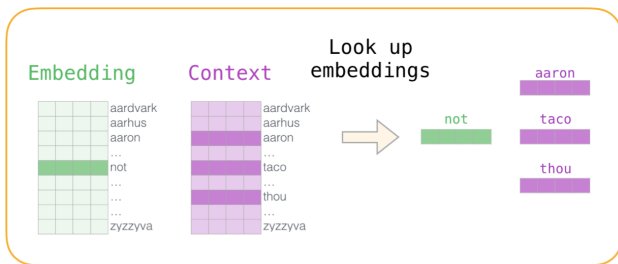 Look up
embeddings
Embedding
Context
aardvark
aarhus
aaron
...
not
...
...
...
zyzzyva
aardvark
aarhus
aaron
...
taco
...
thou
...
zyzzyva
not
aaron
taco
thou